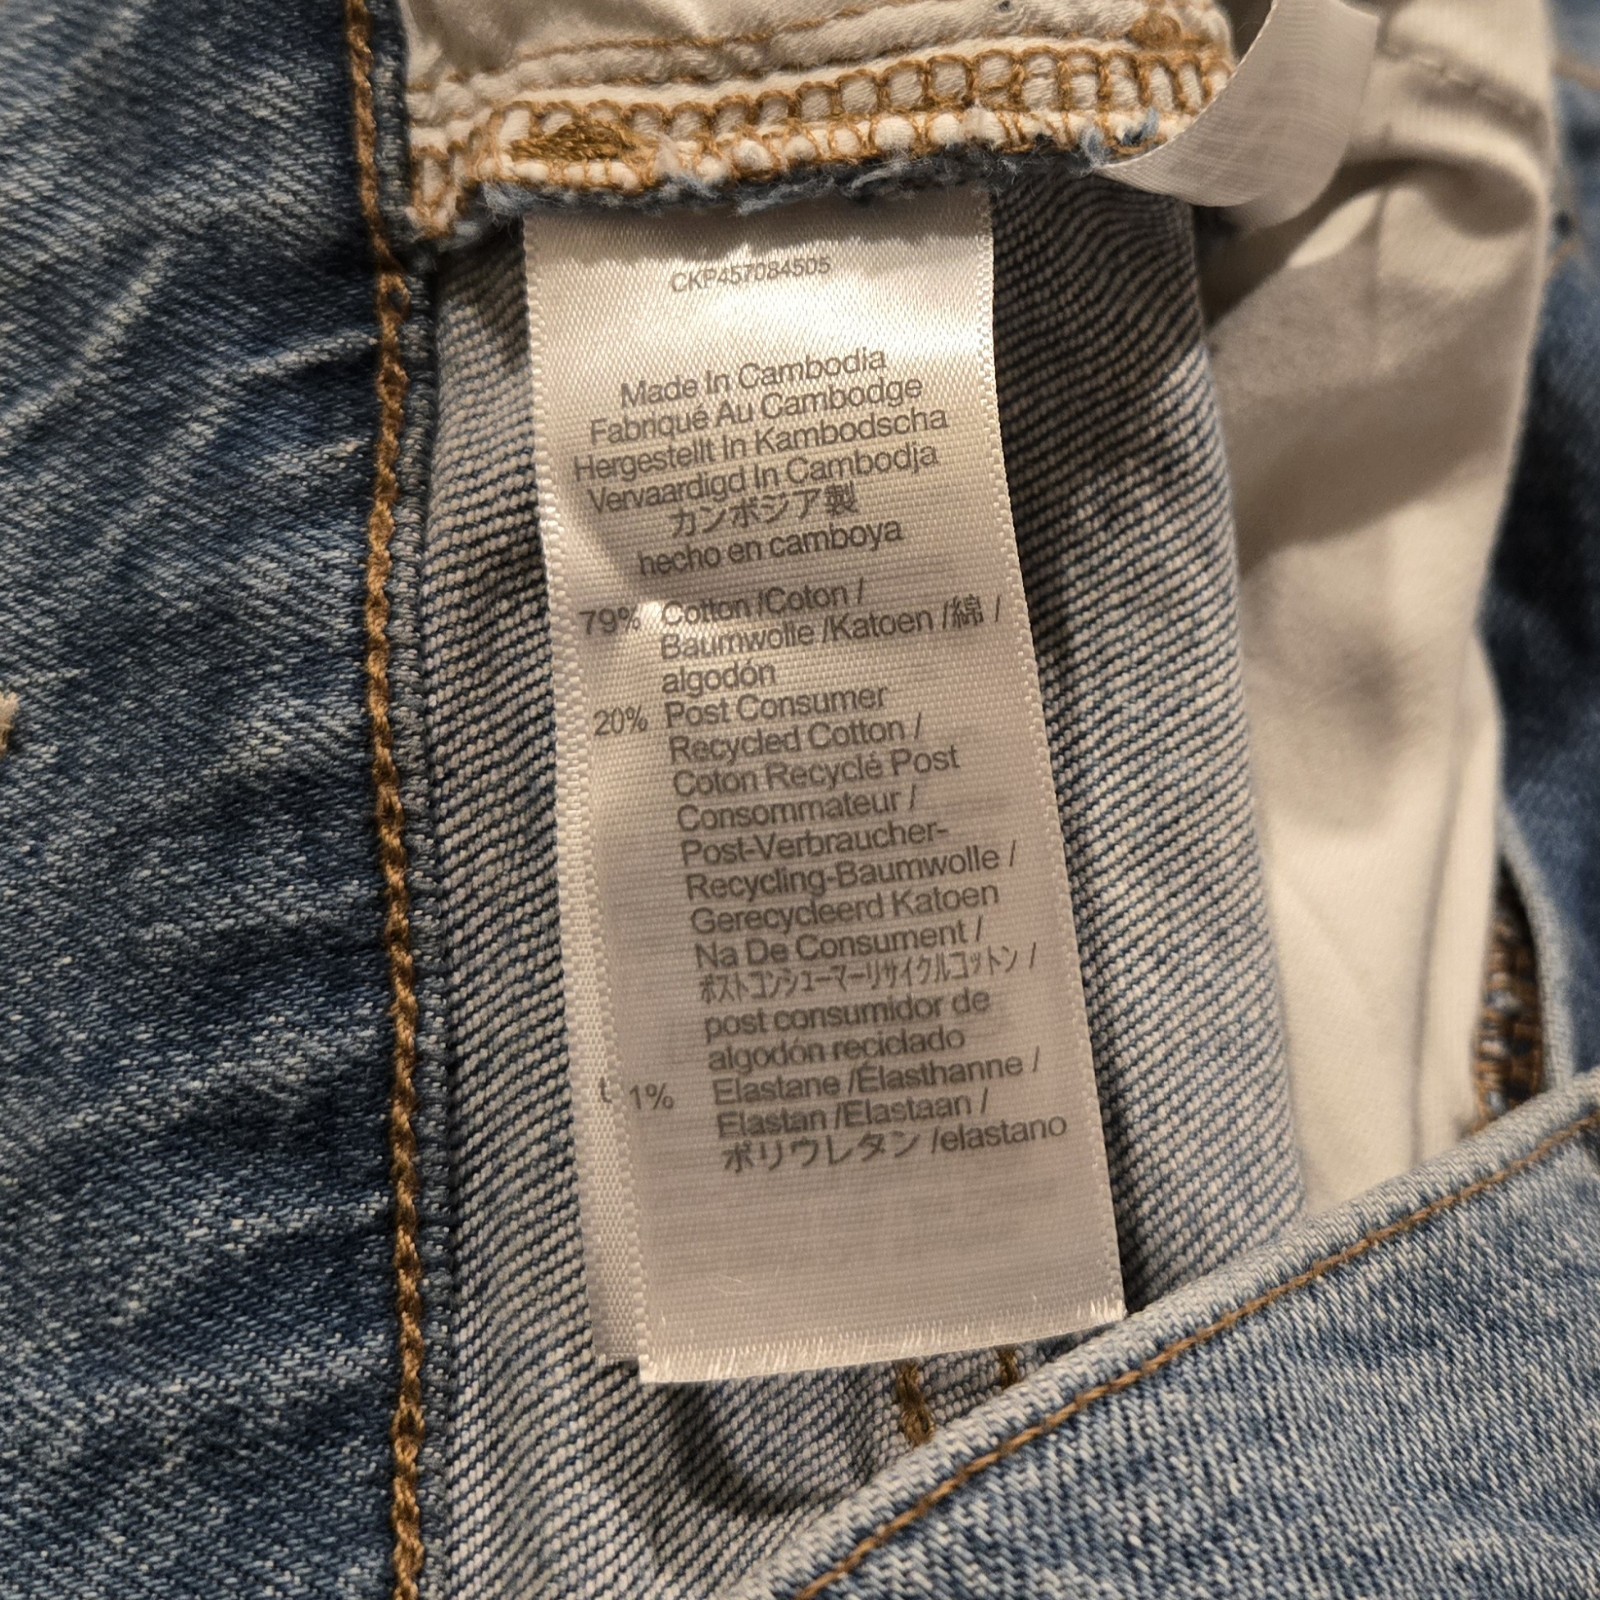 CKP457084505
Made In Cambodia
Fabriqué Au Cambodge
Hergestellt In Kambodscha
Vervaardigd In Cambodja
カンボジア製
hecho en camboya
79% Cotton /Coton /
Baumwolle /Katoen /綿 /
algodón
20% Post Consumer
Recycled Cotton /
Coton Recyclé Post
Consommateur /
Post-Verbraucher-
Recycling-Baumwolle /
Gerecycleerd Katoen
Na De Consument /
ポストコンシューマーリサイクルコットン /
post consumidor de
algodón reciclado
1% Elastane /Élasthanne /
Elastan /Elastaan /
ポリウレタン /elastano